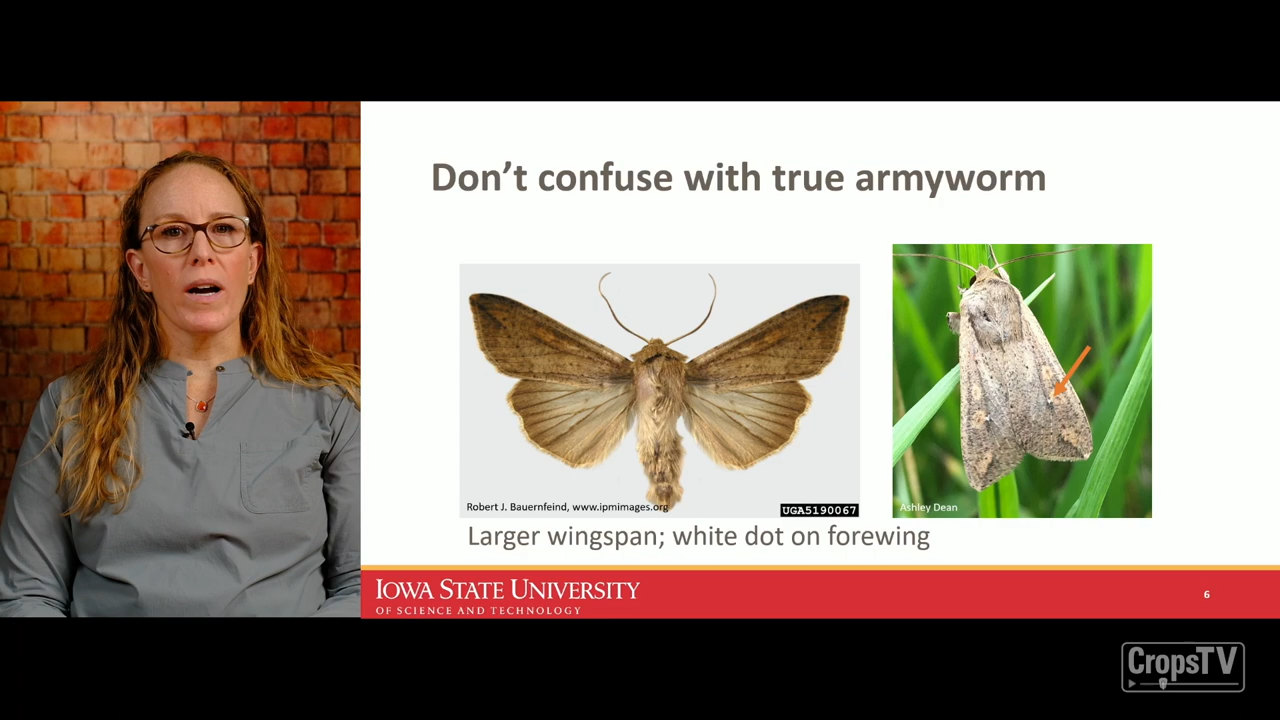 Don't confuse with true armyworm
Robert J. Bauernfeind, www.ipmimages.org
UGA5190067
Ashley Dean
Larger wingspan; white dot on forewing
IOWA STATE UNIVERSITY
OF SCIENCE AND TECHNOLOGY
6
CropsTV